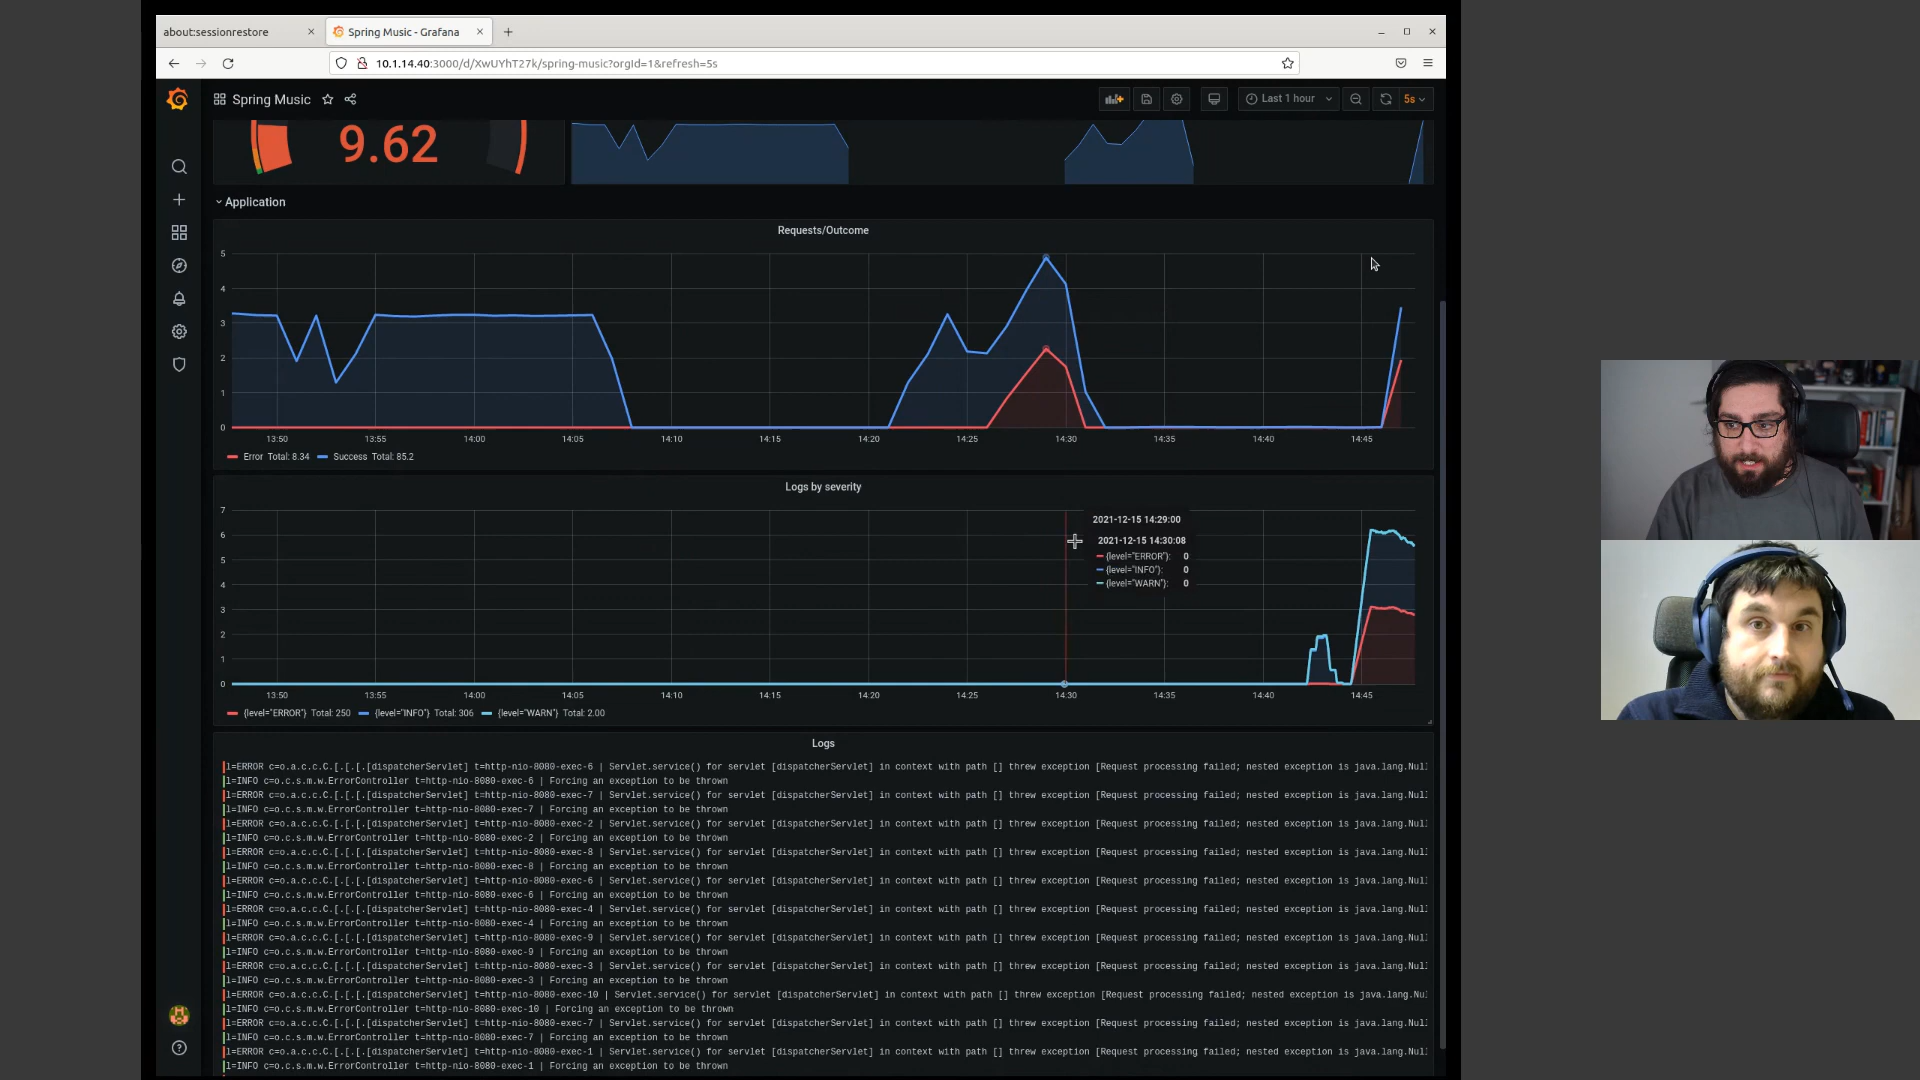 about:sessionrestore
Spring Music - Grafana
10.1.14.40:3000/d/XwUYhT27k/spring-music?orgId=1&refresh=5s
Spring Music
Last 1 hour
5s
9.62
Application
Requests/Outcome
5
4
3
2
1
0
13:50 13:55 14:00 14:05 14:10 14:15 14:20 14:25 14:30 14:35 14:40 14:45
Error Total: 8.34 Success Total: 85.2
Logs by severity
7
6
5
4
3
2
1
0
2021-12-15 14:29:00
2021-12-15 14:30:08
{level="ERROR"}: 0
{level="INFO"}: 0
{level="WARN"}: 0
13:50 13:55 14:00 14:05 14:10 14:15 14:20 14:25 14:30 14:35 14:40 14:45
{level="ERROR"} Total: 250 {level="INFO"} Total: 306 {level="WARN"} Total: 2.00
Logs
l=ERROR c=o.a.c.c.C.[.[.[.[dispatcherServlet] t=http-nio-8080-exec-6 | Servlet.service() for servlet [dispatcherServlet] in context with path [] threw exception [Request processing failed; nested exception is java.lang.Nul
l=INFO c=o.c.s.m.w.ErrorController t=http-nio-8080-exec-6 | Forcing an exception to be thrown
l=ERROR c=o.a.c.c.C.[.[.[.[dispatcherServlet] t=http-nio-8080-exec-7 | Servlet.service() for servlet [dispatcherServlet] in context with path [] threw exception [Request processing failed; nested exception is java.lang.Nul
l=INFO c=o.c.s.m.w.ErrorController t=http-nio-8080-exec-7 | Forcing an exception to be thrown
l=ERROR c=o.a.c.c.C.[.[.[.[dispatcherServlet] t=http-nio-8080-exec-2 | Servlet.service() for servlet [dispatcherServlet] in context with path [] threw exception [Request processing failed; nested exception is java.lang.Nul
l=INFO c=o.c.s.m.w.ErrorController t=http-nio-8080-exec-2 | Forcing an exception to be thrown
l=ERROR c=o.a.c.c.C.[.[.[.[dispatcherServlet] t=http-nio-8080-exec-8 | Servlet.service() for servlet [dispatcherServlet] in context with path [] threw exception [Request processing failed; nested exception is java.lang.Nul
l=INFO c=o.c.s.m.w.ErrorController t=http-nio-8080-exec-8 | Forcing an exception to be thrown
l=ERROR c=o.a.c.c.C.[.[.[.[dispatcherServlet] t=http-nio-8080-exec-6 | Servlet.service() for servlet [dispatcherServlet] in context with path [] threw exception [Request processing failed; nested exception is java.lang.Nul
l=INFO c=o.c.s.m.w.ErrorController t=http-nio-8080-exec-6 | Forcing an exception to be thrown
l=ERROR c=o.a.c.c.C.[.[.[.[dispatcherServlet] t=http-nio-8080-exec-4 | Servlet.service() for servlet [dispatcherServlet] in context with path [] threw exception [Request processing failed; nested exception is java.lang.Nul
l=INFO c=o.c.s.m.w.ErrorController t=http-nio-8080-exec-4 | Forcing an exception to be thrown
l=ERROR c=o.a.c.c.C.[.[.[.[dispatcherServlet] t=http-nio-8080-exec-9 | Servlet.service() for servlet [dispatcherServlet] in context with path [] threw exception [Request processing failed; nested exception is java.lang.Nul
l=INFO c=o.c.s.m.w.ErrorController t=http-nio-8080-exec-9 | Forcing an exception to be thrown
l=ERROR c=o.a.c.c.C.[.[.[.[dispatcherServlet] t=http-nio-8080-exec-3 | Servlet.service() for servlet [dispatcherServlet] in context with path [] threw exception [Request processing failed; nested exception is java.lang.Nul
l=INFO c=o.c.s.m.w.ErrorController t=http-nio-8080-exec-3 | Forcing an exception to be thrown
l=ERROR c=o.a.c.c.C.[.[.[.[dispatcherServlet] t=http-nio-8080-exec-10 | Servlet.service() for servlet [dispatcherServlet] in context with path [] threw exception [Request processing failed; nested exception is java.lang.Nu
l=INFO c=o.c.s.m.w.ErrorController t=http-nio-8080-exec-10 | Forcing an exception to be thrown
l=ERROR c=o.a.c.c.C.[.[.[.[dispatcherServlet] t=http-nio-8080-exec-7 | Servlet.service() for servlet [dispatcherServlet] in context with path [] threw exception [Request processing failed; nested exception is java.lang.Nul
l=INFO c=o.c.s.m.w.ErrorController t=http-nio-8080-exec-7 | Forcing an exception to be thrown
l=ERROR c=o.a.c.c.C.[.[.[.[dispatcherServlet] t=http-nio-8080-exec-1 | Servlet.service() for servlet [dispatcherServlet] in context with path [] threw exception [Request processing failed; nested exception is java.lang.Nul
l=INFO c=o.c.s.m.w.ErrorController t=http-nio-8080-exec-1 | Forcing an exception to be thrown